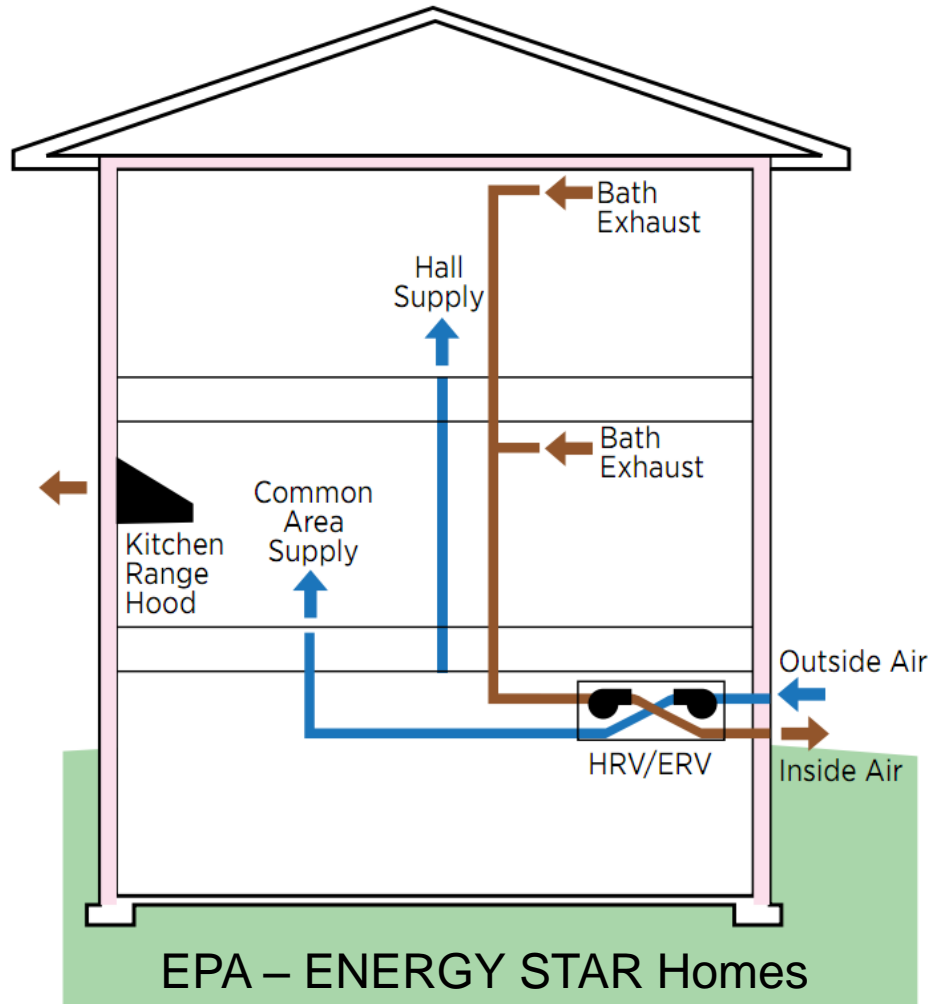 Bath
Exhaust
Hall
Supply
Bath
Exhaust
Common
Area
Supply
Kitchen
Range
Hood
Outside Air
HRV/ERV
Inside Air
EPA – ENERGY STAR Homes